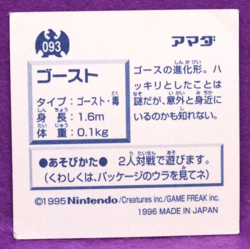 093
アマダ
ゴースト
タイプ：ゴースト・毒
身長：1.6m
体重：0.1kg
ゴースの進化形。ハ
ッキリとしたことは
謎だが、意外と身近に
いるのかも知れない。
●あそびかた● 2人対戦で遊びます。
(くわしくは、パッケージのウラを見てネ)
©1995 Nintendo/Creatures inc./GAME FREAK inc.
1996 MADE IN JAPAN